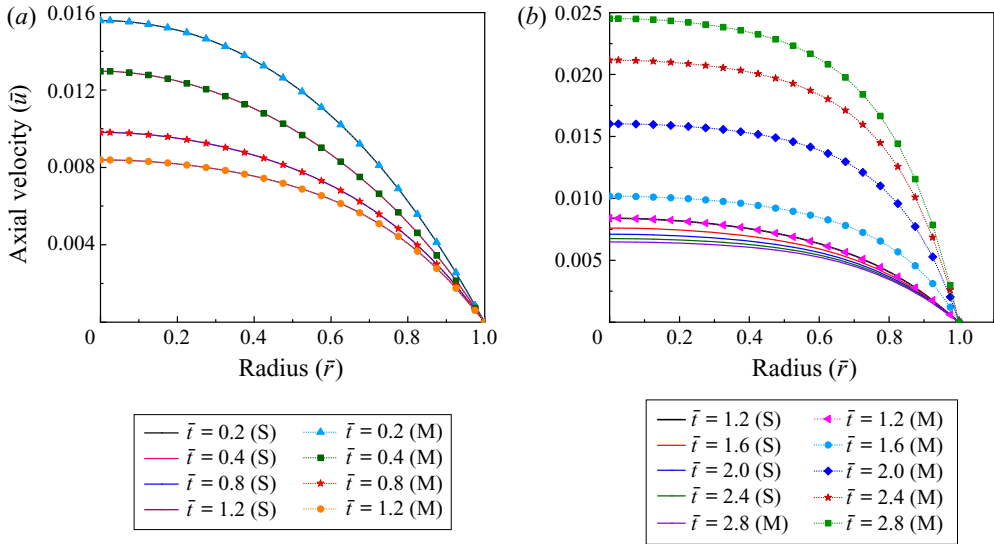 (a)
0.016
0.012
0.008
0.004
Axial velocity (ū)
0
0.2
0.4
0.6
0.8
1.0
Radius (r̄)
t̄ = 0.2 (S)
t̄ = 0.2 (M)
t̄ = 0.4 (S)
t̄ = 0.4 (M)
t̄ = 0.8 (S)
t̄ = 0.8 (M)
t̄ = 1.2 (S)
t̄ = 1.2 (M)
(b)
0.025
0.020
0.015
0.010
0.005
0
0.2
0.4
0.6
0.8
1.0
Radius (r̄)
t̄ = 1.2 (S)
t̄ = 1.2 (M)
t̄ = 1.6 (S)
t̄ = 1.6 (M)
t̄ = 2.0 (S)
t̄ = 2.0 (M)
t̄ = 2.4 (S)
t̄ = 2.4 (M)
t̄ = 2.8 (M)
t̄ = 2.8 (M)